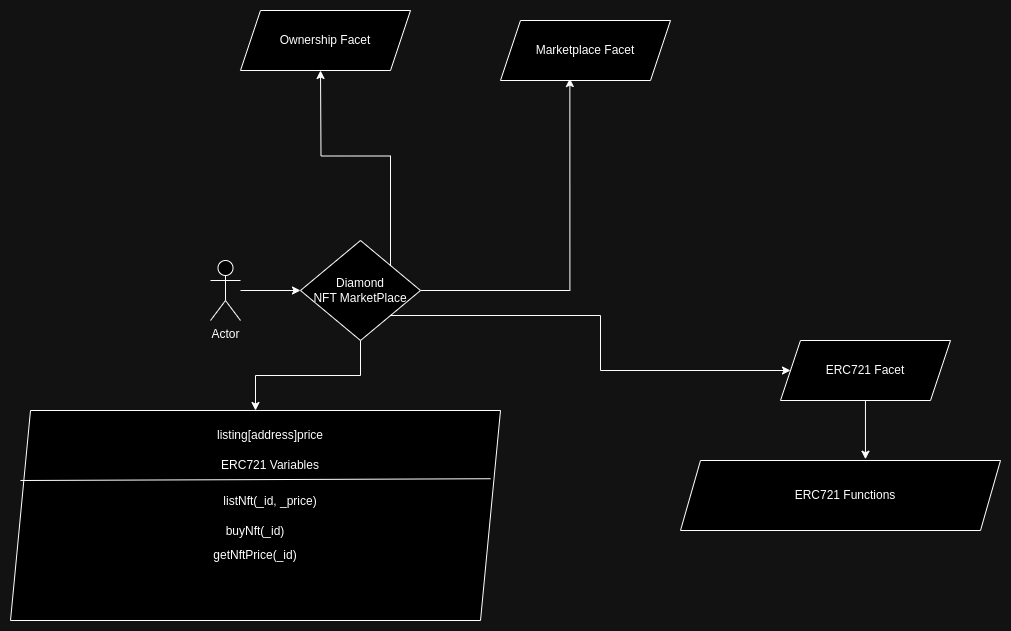 Ownership Facet
Marketplace Facet
Diamond
NFT MarketPlace
Actor
ERC721 Facet
listing[address]price
ERC721 Variables
listNft(_id, _price)
buyNft(_id)
getNftPrice(_id)
ERC721 Functions